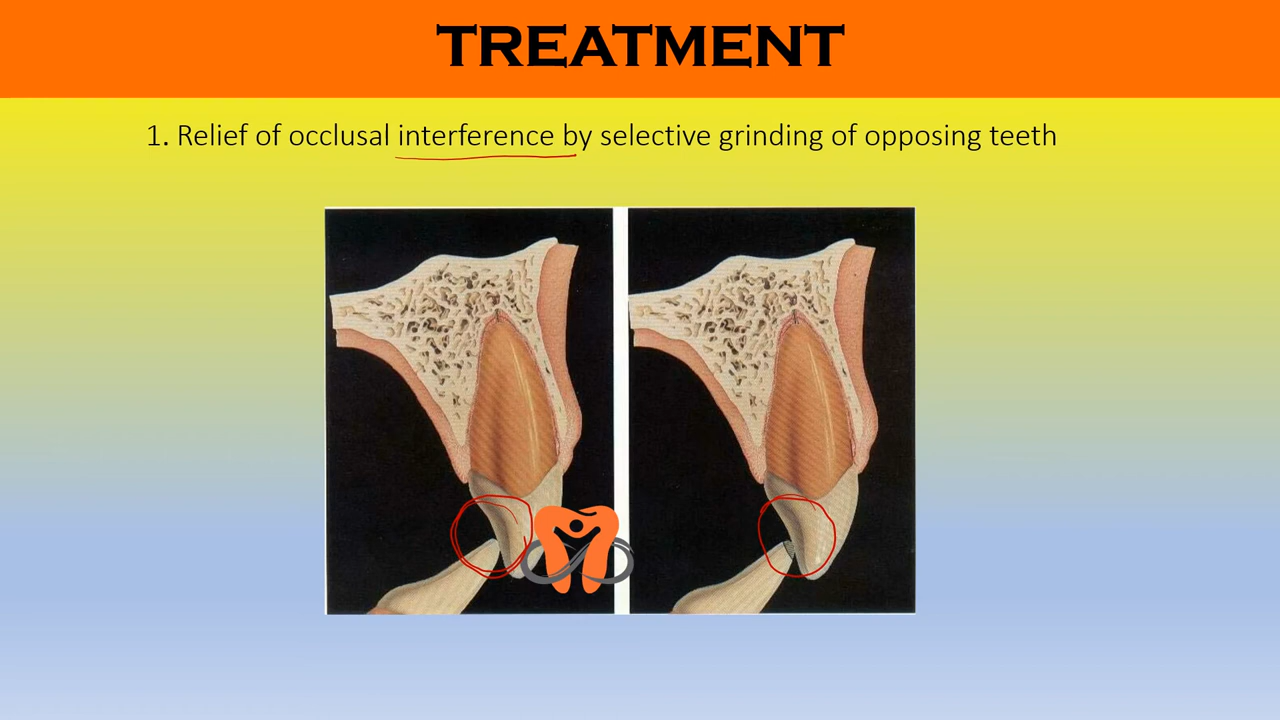 TREATMENT
1. Relief of occlusal interference by selective grinding of opposing teeth